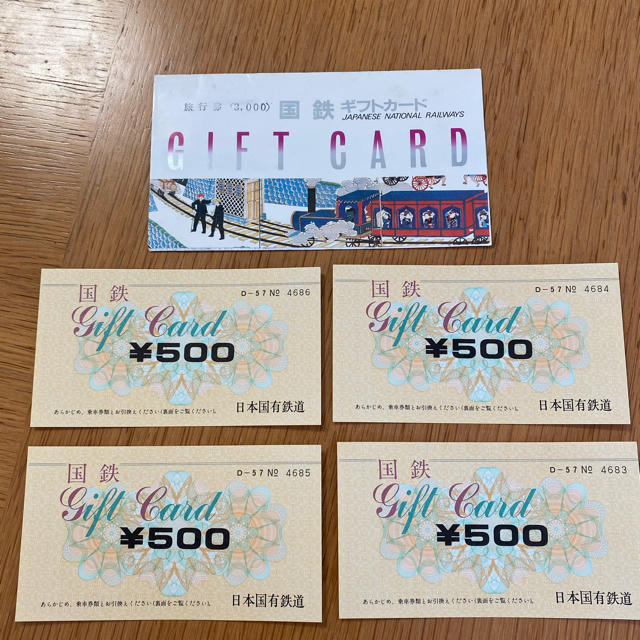 旅行券(3,000) 国鉄ギフトカード
JAPANESE NATIONAL RAILWAYS
GIFT CARD
D-57 № 4686
国鉄
Gift Card
¥500
あらかじめ、乗車券類とお引換えください(裏面をご覧ください)。
日本国有鉄道
D-57 № 4684
国鉄
Gift Card
¥500
あらかじめ、乗車券類とお引換えください(裏面をご覧ください)。
日本国有鉄道
D-57 № 4685
国鉄
Gift Card
¥500
あらかじめ、乗車券類とお引換えください(裏面をご覧ください)。
日本国有鉄道
D-57 № 4683
国鉄
Gift Card
¥500
あらかじめ、乗車券類とお引換えください(裏面をご覧ください)。
日本国有鉄道